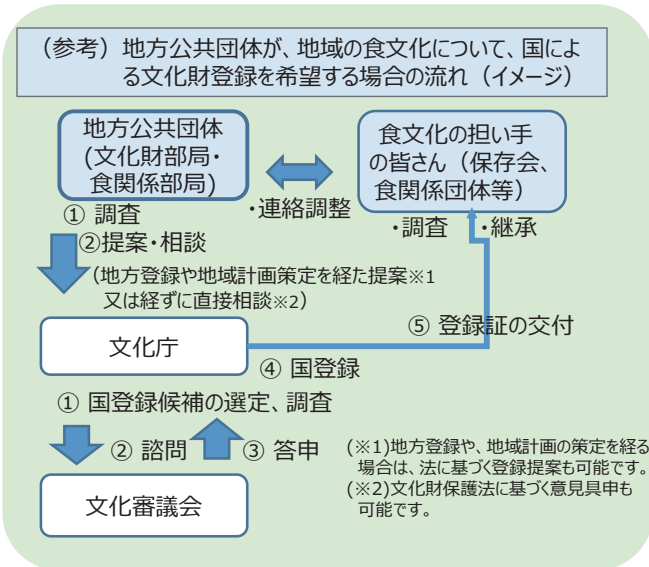 （参考）地方公共団体が、地域の食文化について、国によ
る文化財登録を希望する場合の流れ（イメージ）
地方公共団体
(文化財部局・
食関係部局)
食文化の担い手
の皆さん（保存会、
食関係団体等）
・連絡調整
① 調査
②提案・相談
・調査
・継承
(地方登録や地域計画策定を経た提案※1
又は経ずに直接相談※2)
⑤ 登録証の交付
文化庁
④ 国登録
① 国登録候補の選定、調査
② 諮問
③ 答申
文化審議会
(※1)地方登録や、地域計画の策定を経る
場合は、法に基づく登録提案も可能です。
(※2)文化財保護法に基づく意見具申も
可能です。